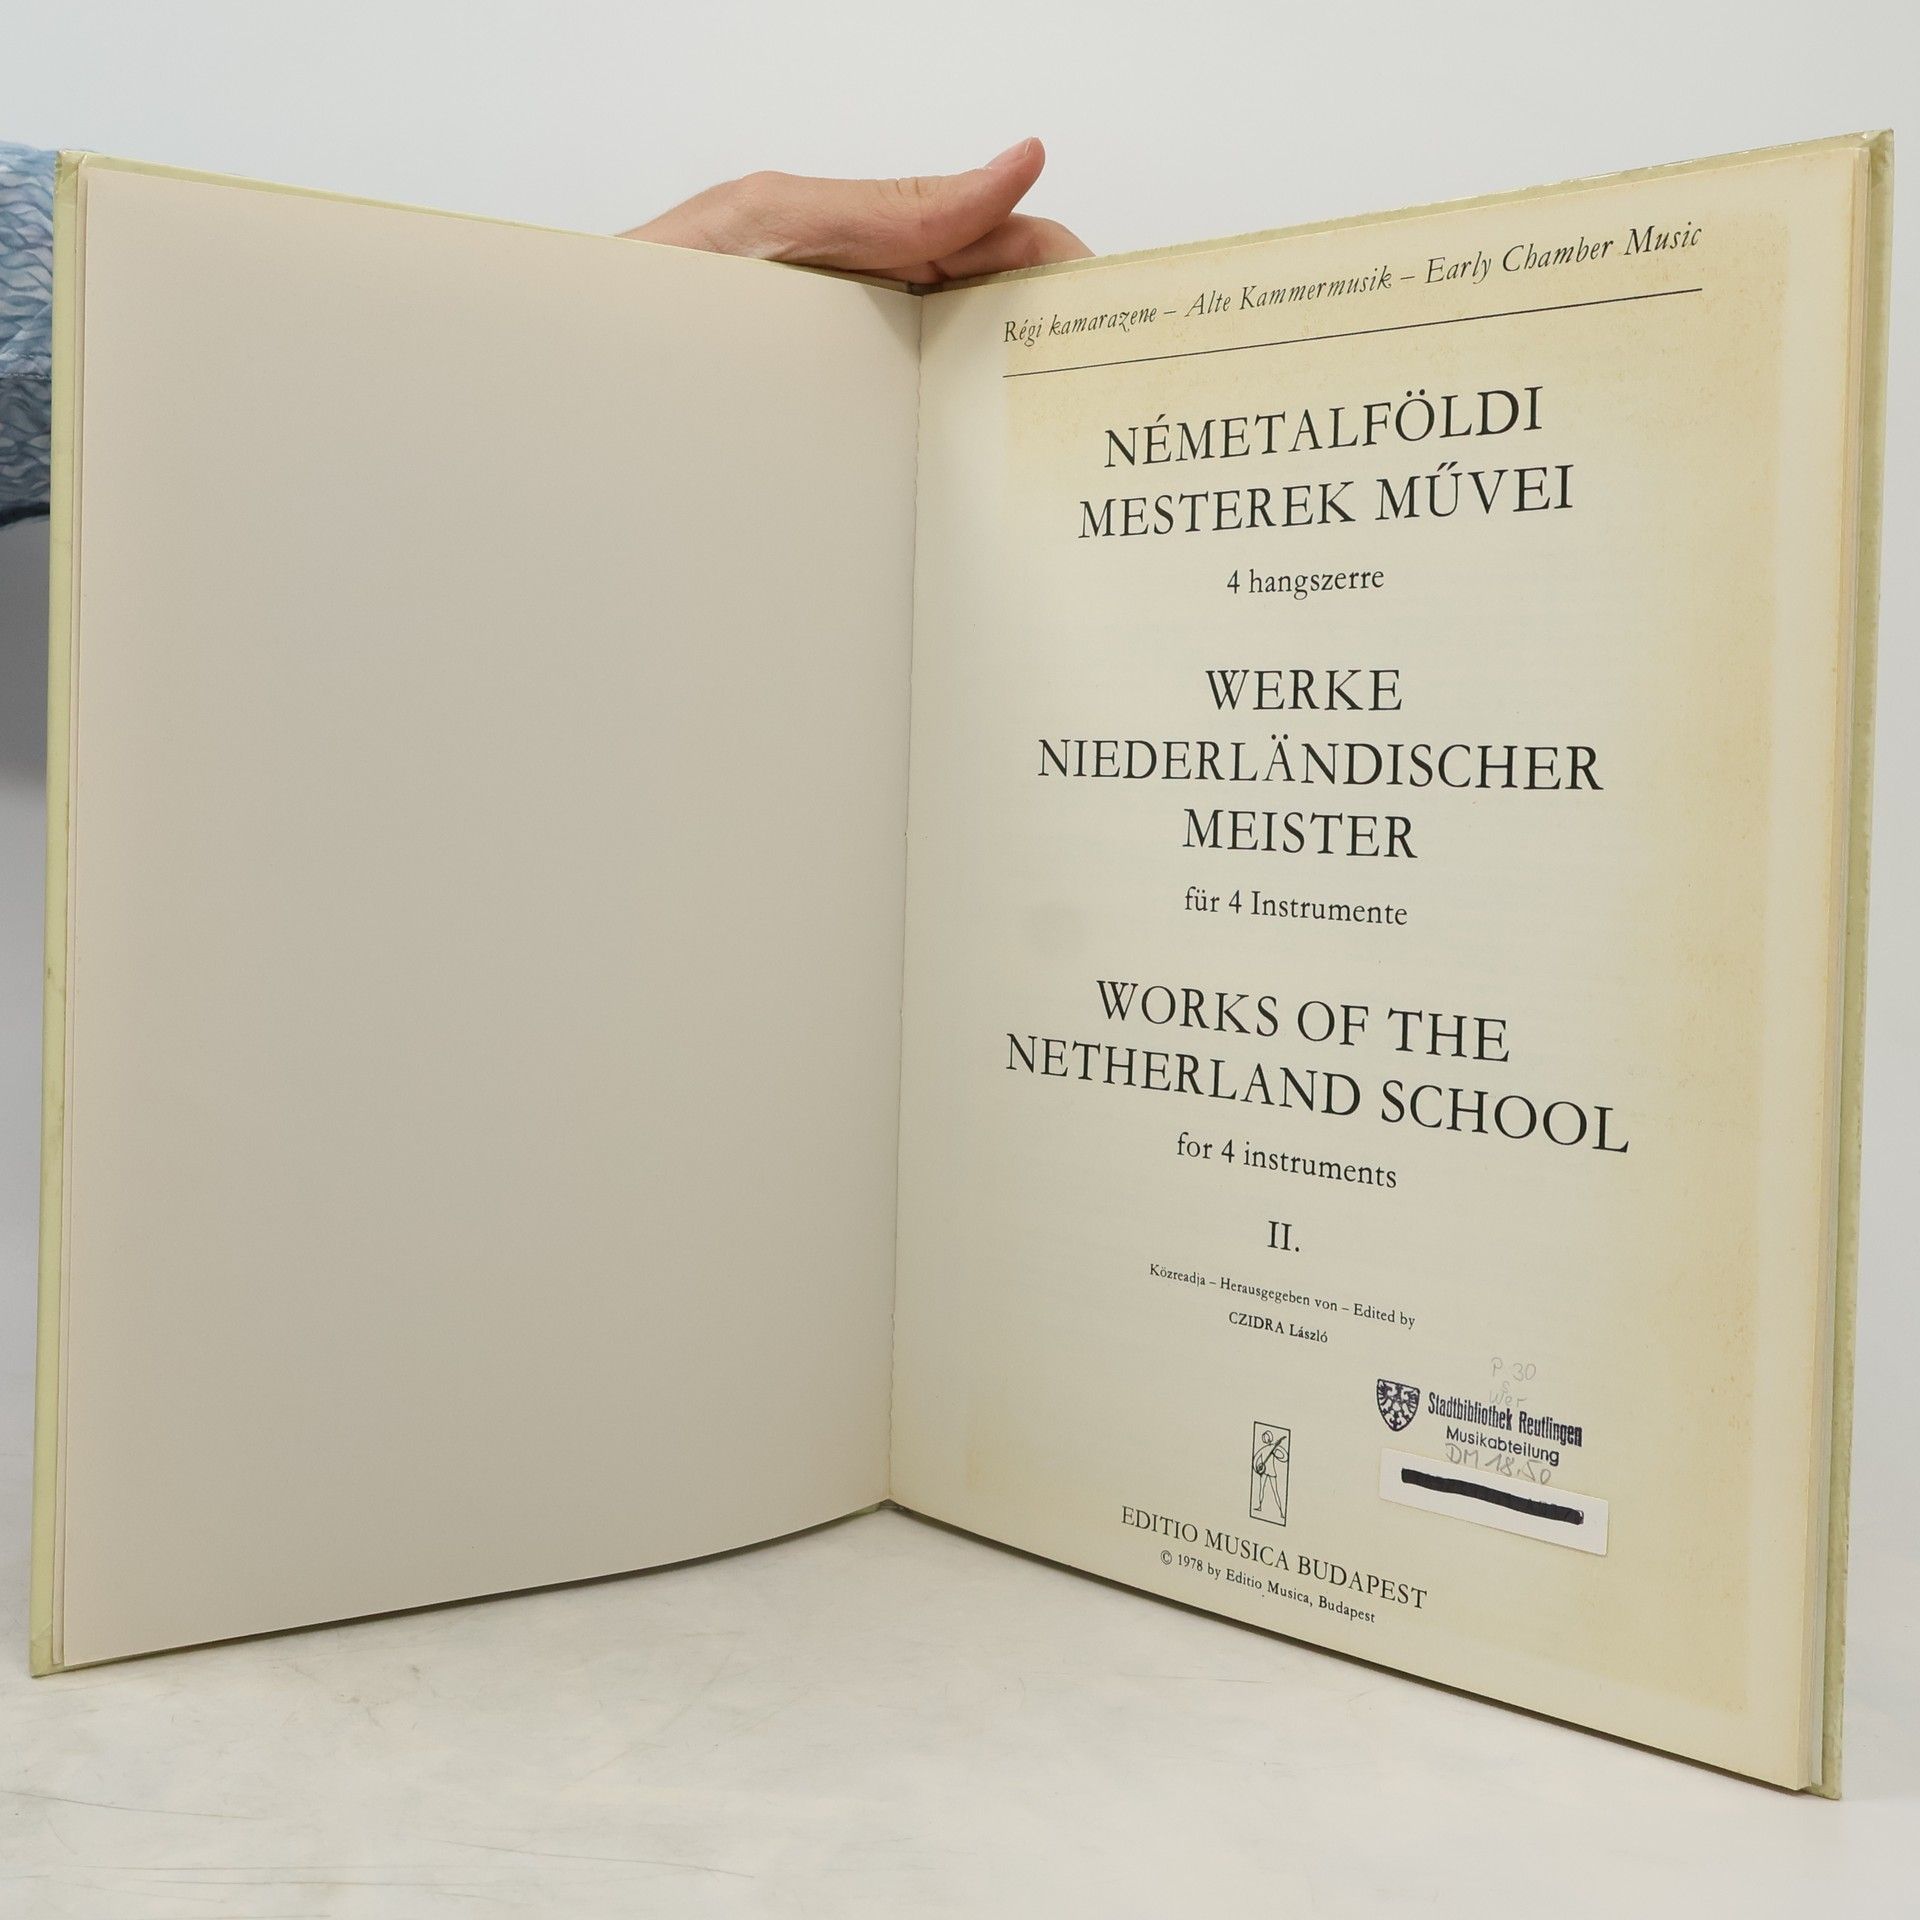 Régi kamarazene – Alte Kammermusik – Early Chamber Music
NÉMETALFÖLDI
MESTEREK MŰVEI
4 hangszerre
WERKE
NIEDERLÄNDISCHER
MEISTER
für 4 Instrumente
WORKS OF THE
NETHERLAND SCHOOL
for 4 instruments
II.
Közreadja – Herausgegeben von – Edited by
CZIDRA László
P 30
Wer
Stadtbibliothek Reutlingen
Musikabteilung
DM 18,50
EDITIO MUSICA BUDAPEST
© 1978 by Editio Musica, Budapest